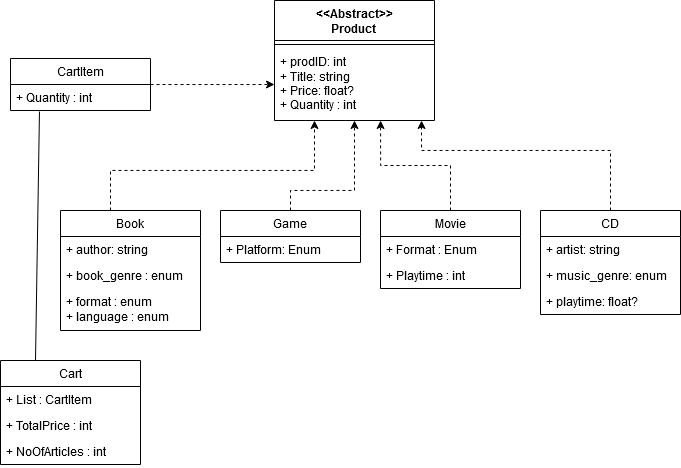 <<Abstract>>
Product
+ prodID: int
+ Title: string
+ Price: float?
+ Quantity : int
CartItem
+ Quantity : int
Book
+ author: string
+ book_genre : enum
+ format : enum
+ language : enum
Game
+ Platform: Enum
Movie
+ Format : Enum
+ Playtime : int
CD
+ artist: string
+ music_genre: enum
+ playtime: float?
Cart
+ List : CartItem
+ TotalPrice : int
+ NoOfArticles : int